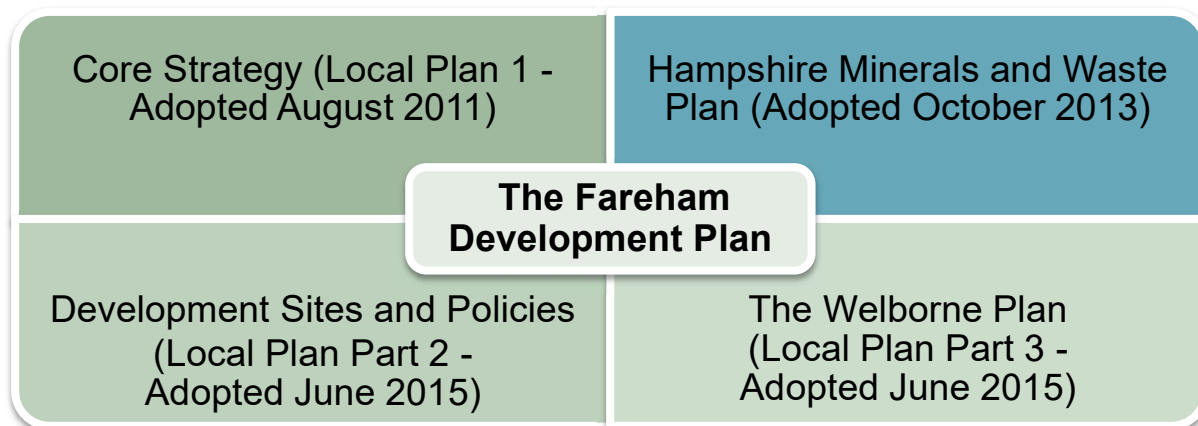 Core Strategy (Local Plan 1 -
Adopted August 2011)
Hampshire Minerals and Waste
Plan (Adopted October 2013)
The Fareham
Development Plan
Development Sites and Policies
(Local Plan Part 2 -
Adopted June 2015)
The Welborne Plan
(Local Plan Part 3 -
Adopted June 2015)